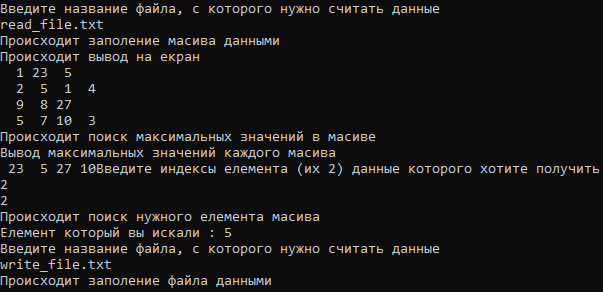 Введите название файла, с которого нужно считать данные
read_file.txt
Происходит заполение масива данными
Происходит вывод на екран
1 23 5
2 5 1 4
9 8 27
5 7 10 3
Происходит поиск максимальных значений в масиве
Вывод максимальных значений каждого масива
23 5 27 10Введите индексы елемента (их 2) данные которого хотите получить
2
2
Происходит поиск нужного елемента масива
Елемент который вы искали : 5
Введите название файла, с которого нужно считать данные
write_file.txt
Происходит заполение файла данными